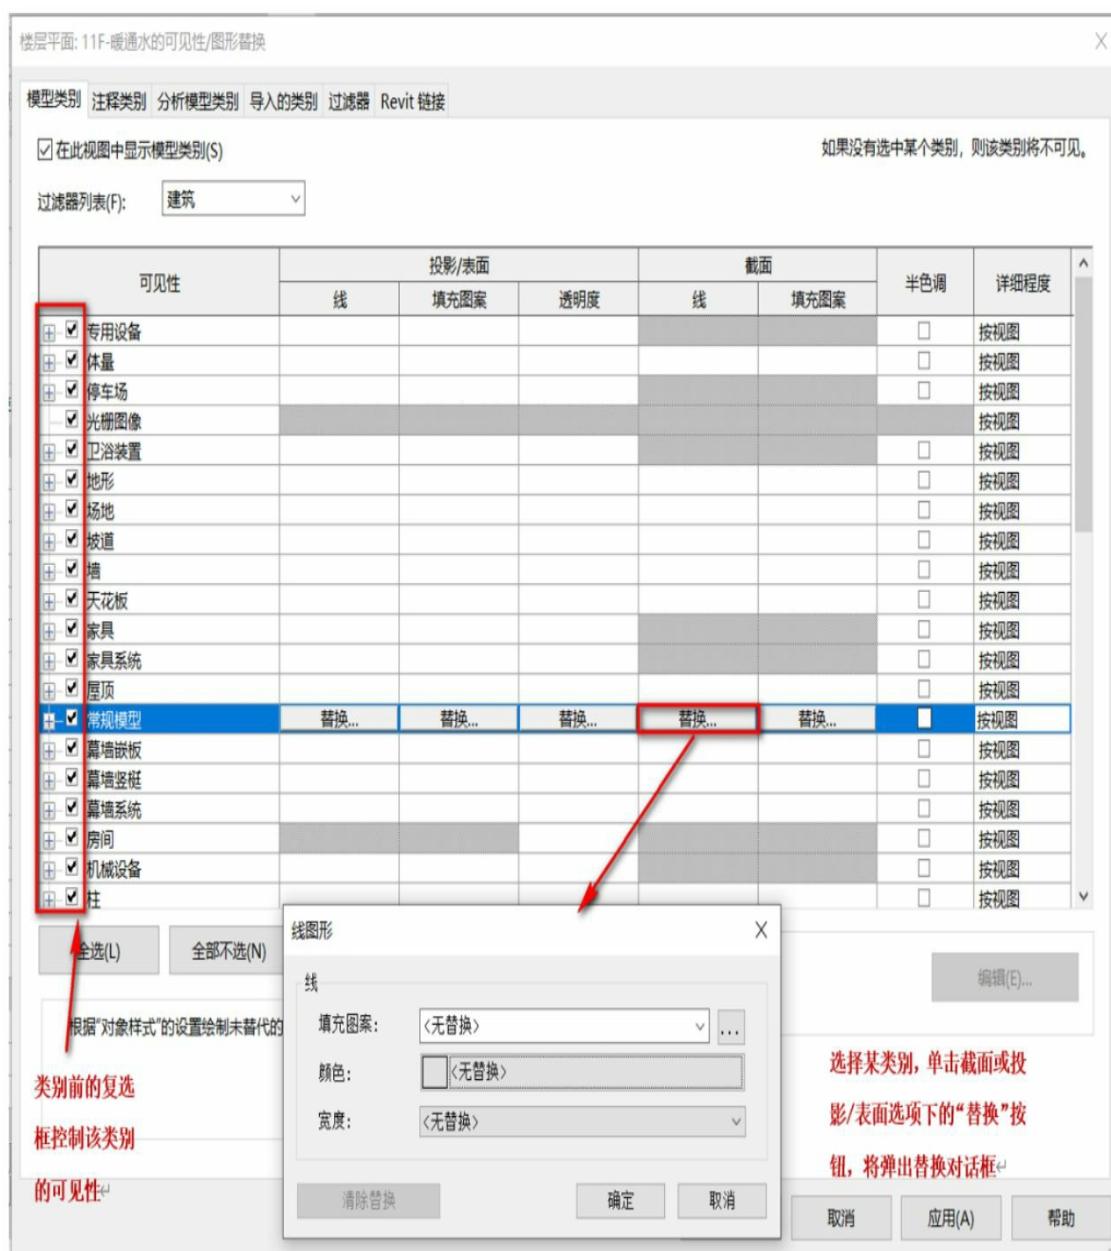 楼层平面: 11F-暖通水的可见性/图形替换
模型类别 注释类别 分析模型类别 导入的类别 过滤器 Revit 链接
在此视图中显示模型类别(S) 如果没有选中某个类别，则该类别将不可见。
过滤器列表(F): 建筑
可见性 投影/表面 截面 半色调 详细程度
线 填充图案 透明度 线 填充图案
专用设备 按视图
体量 按视图
停车场 按视图
光栅图像 按视图
卫浴装置 按视图
地形 按视图
场地 按视图
坡道 按视图
墙 按视图
天花板 按视图
家具 按视图
家具系统 按视图
屋顶 按视图
常规模型 替换... 替换... 替换... 替换... 替换... 按视图
幕墙嵌板 按视图
幕墙竖梃 按视图
幕墙系统 按视图
房间 按视图
机械设备 按视图
柱 按视图
全选(L) 全部不选(N)
编辑(E)...
根据“对象样式”的设置绘制未替代的
线图形
线
填充图案: <无替换> ...
颜色: <无替换>
宽度: <无替换>
清除替换 确定 取消
类别前的复选
框控制该类别
的可见性
选择某类别，单击截面或投
影/表面选项下的“替换”按
钮，将弹出替换对话框
取消 应用(A) 帮助